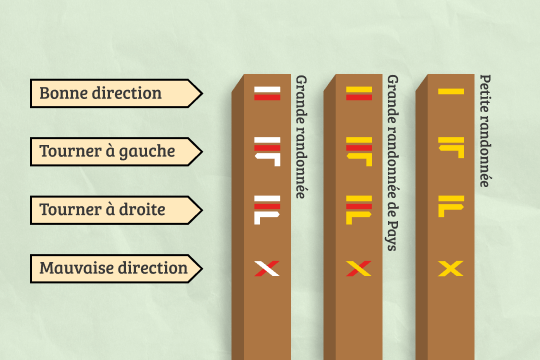 Bonne direction
Tourner à gauche
Tourner à droite
Mauvaise direction
Grande randonnée
Grande randonnée de Pays
Petite randonnée